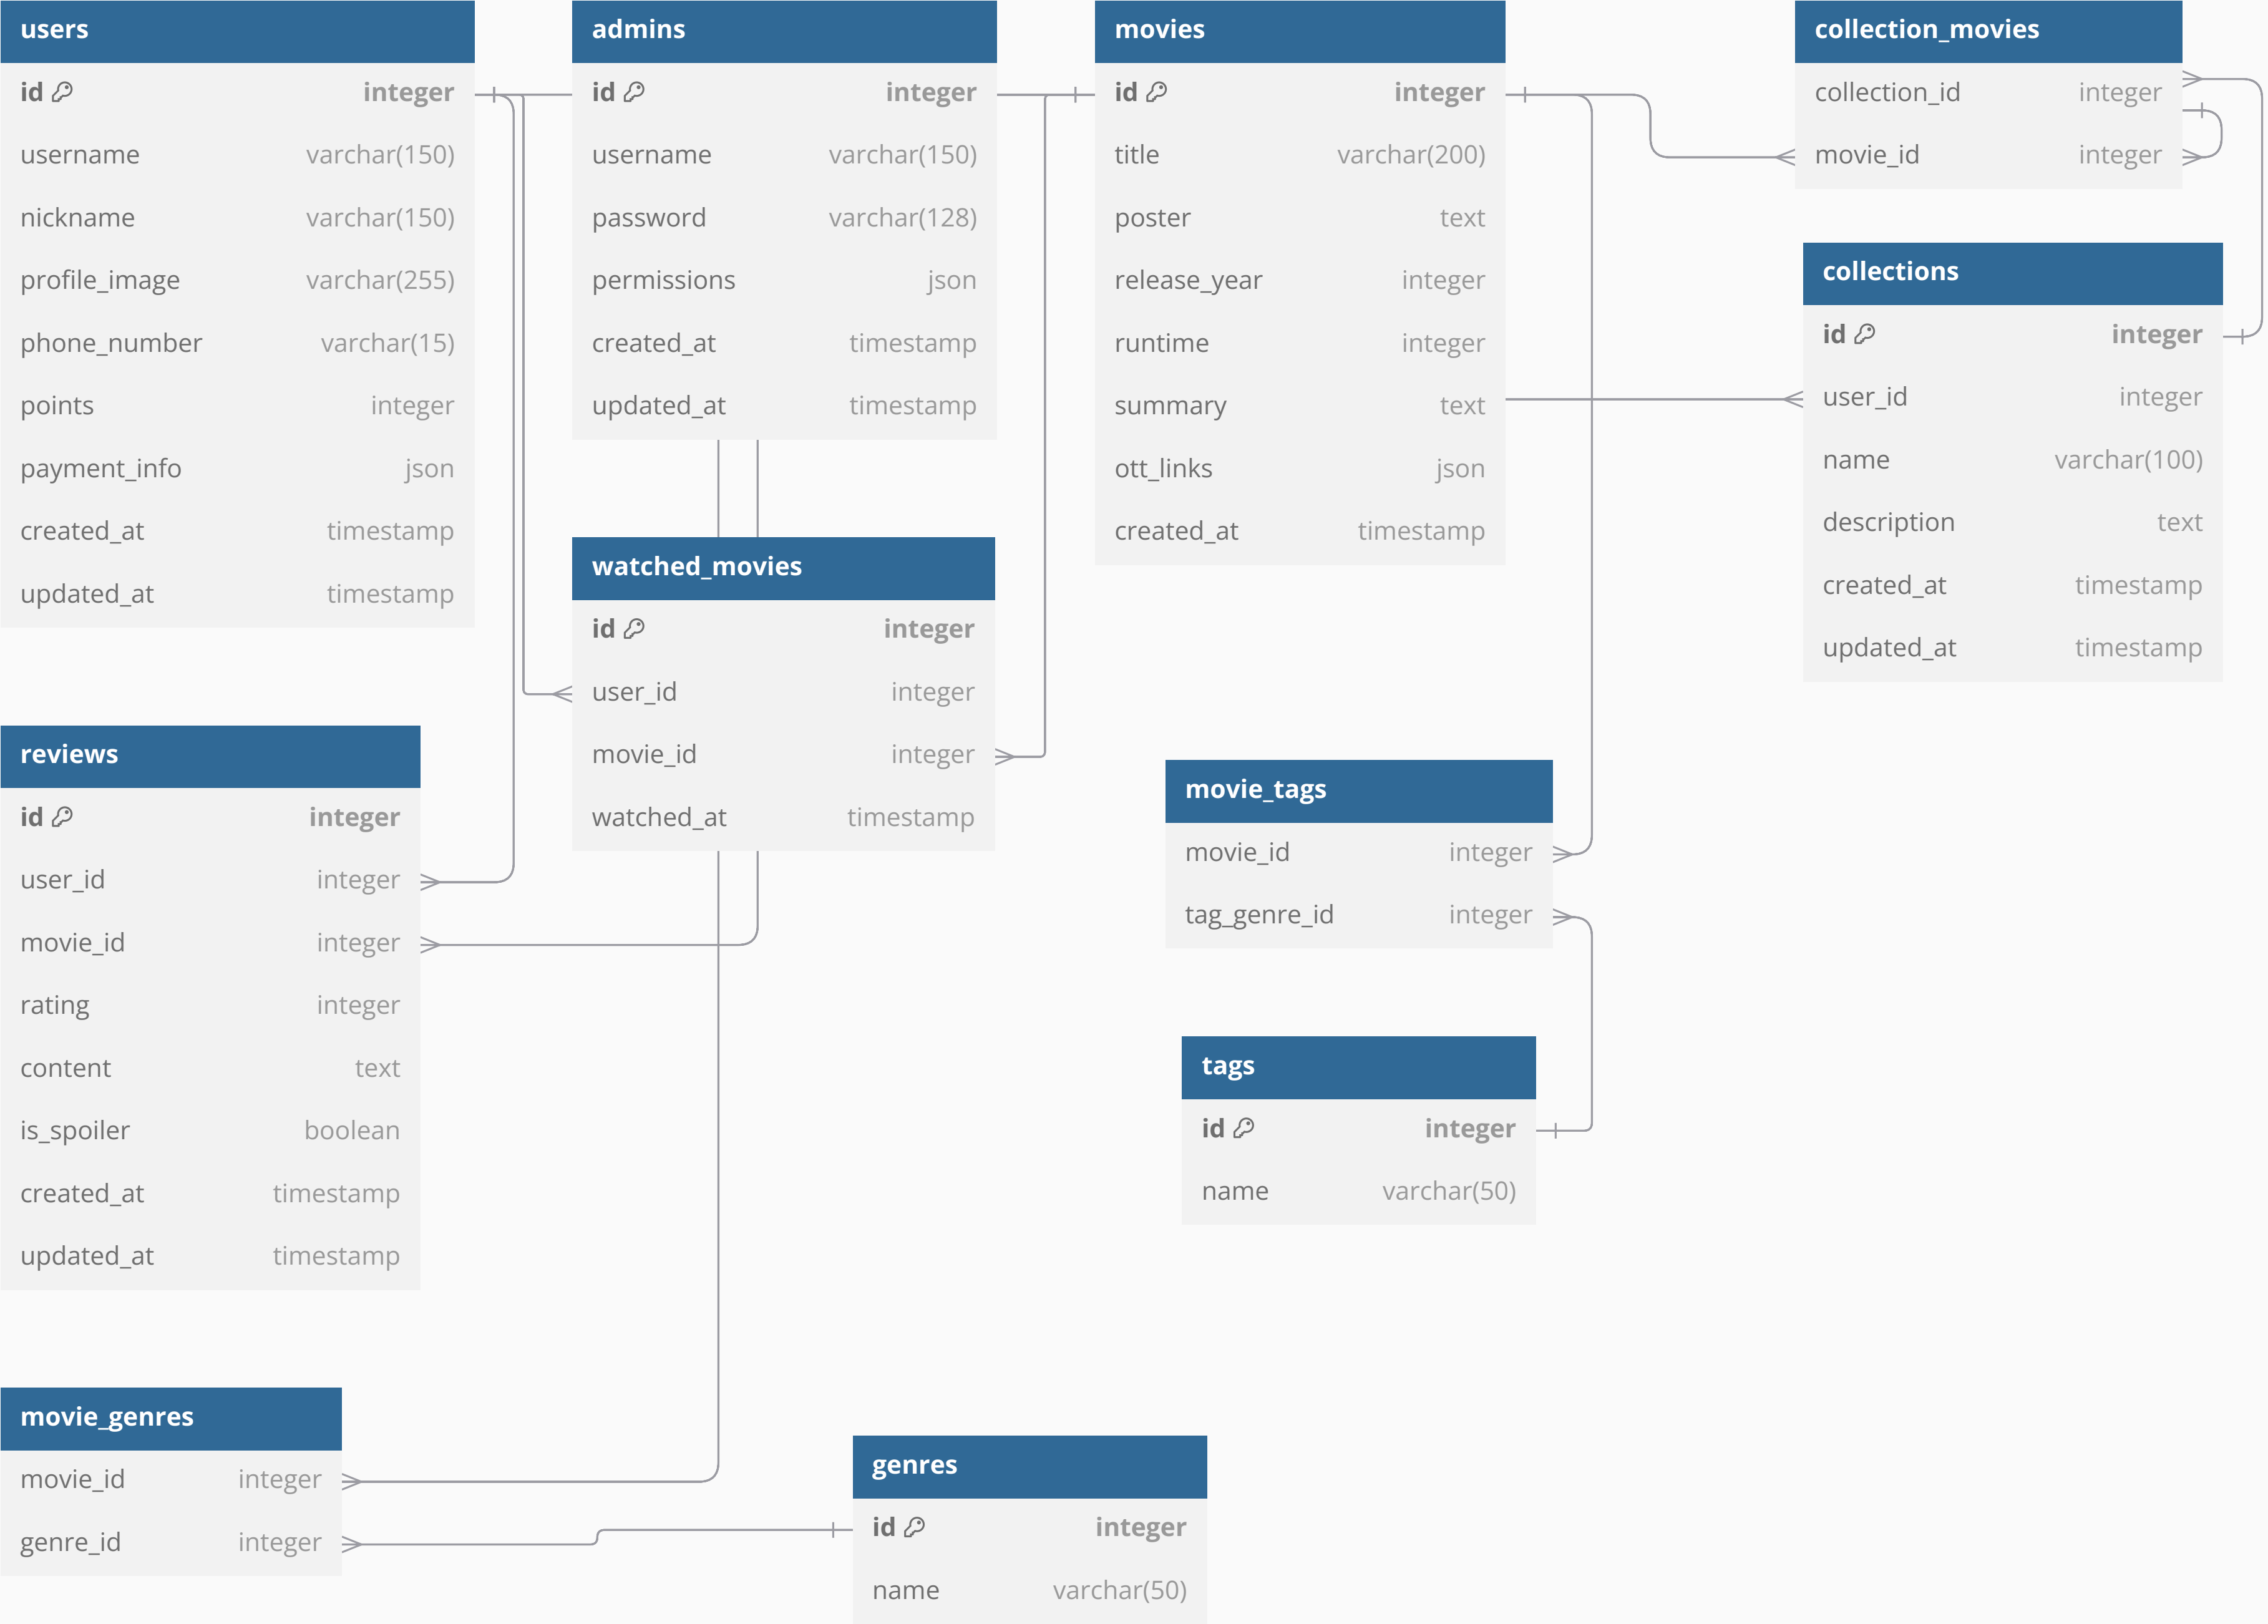 users
id integer
username varchar(150)
nickname varchar(150)
profile_image varchar(255)
phone_number varchar(15)
points integer
payment_info json
created_at timestamp
updated_at timestamp
admins
id integer
username varchar(150)
password varchar(128)
permissions json
created_at timestamp
updated_at timestamp
movies
id integer
title varchar(200)
poster text
release_year integer
runtime integer
summary text
ott_links json
created_at timestamp
collection_movies
collection_id integer
movie_id integer
collections
id integer
user_id integer
name varchar(100)
description text
created_at timestamp
updated_at timestamp
watched_movies
id integer
user_id integer
movie_id integer
watched_at timestamp
reviews
id integer
user_id integer
movie_id integer
rating integer
content text
is_spoiler boolean
created_at timestamp
updated_at timestamp
movie_tags
movie_id integer
tag_genre_id integer
tags
id integer
name varchar(50)
movie_genres
movie_id integer
genre_id integer
genres
id integer
name varchar(50)